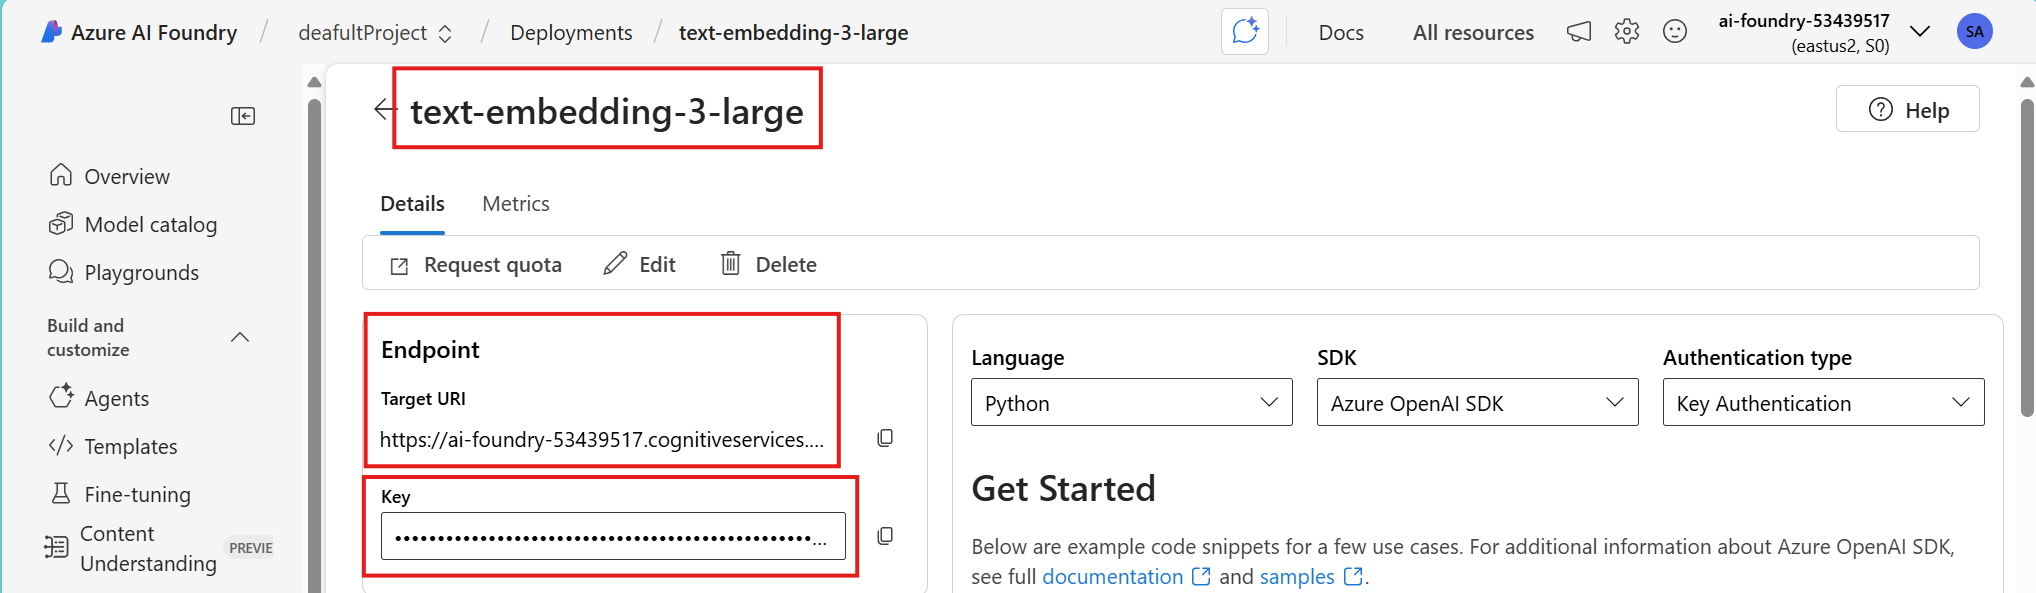 Azure AI Foundry / deafultProject / Deployments / text-embedding-3-large Docs All resources ai-foundry-53439517 (eastus2, S0) SA
text-embedding-3-large
Help
Overview
Model catalog
Playgrounds
Build and
customize
Agents
Templates
Fine-tuning
Content
Understanding PREVIE
Details Metrics
Request quota Edit Delete
Endpoint
Target URI
https://ai-foundry-53439517.cognitiveservices....
Key
••••••••••••••••••••••••••••••••••••••••••••••••...
Language SDK Authentication type
Python Azure OpenAI SDK Key Authentication
Get Started
Below are example code snippets for a few use cases. For additional information about Azure OpenAI SDK,
see full documentation and samples.